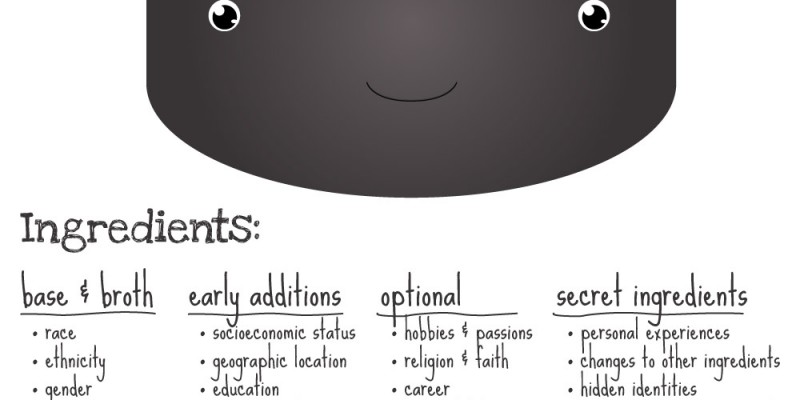 Ingredients:
base & broth
• race
• ethnicity
• gender
early additions
• socioeconomic status
• geographic location
• education
optional
• hobbies & passions
• religion & faith
• career
secret ingredients
• personal experiences
• changes to other ingredients
• hidden identities